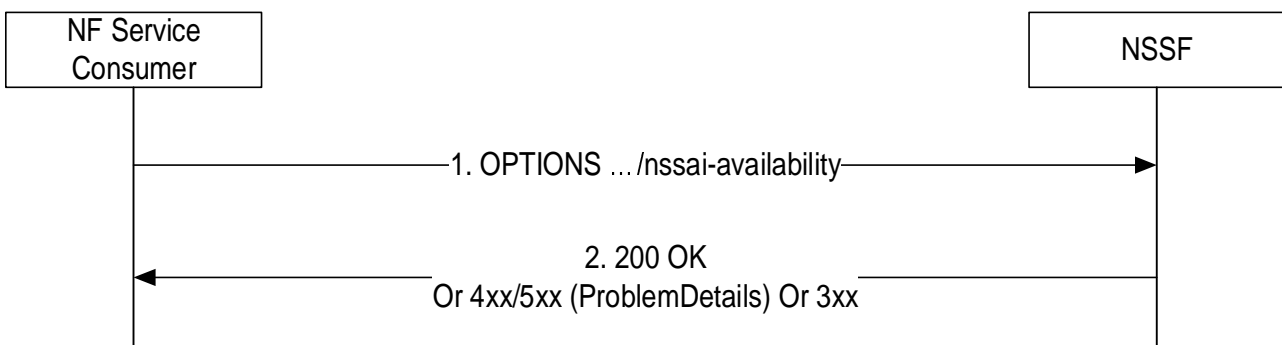 NF Service
Consumer
NSSF
1. OPTIONS …/nssai-availability
2. 200 OK
Or 4xx/5xx (ProblemDetails) Or 3xx